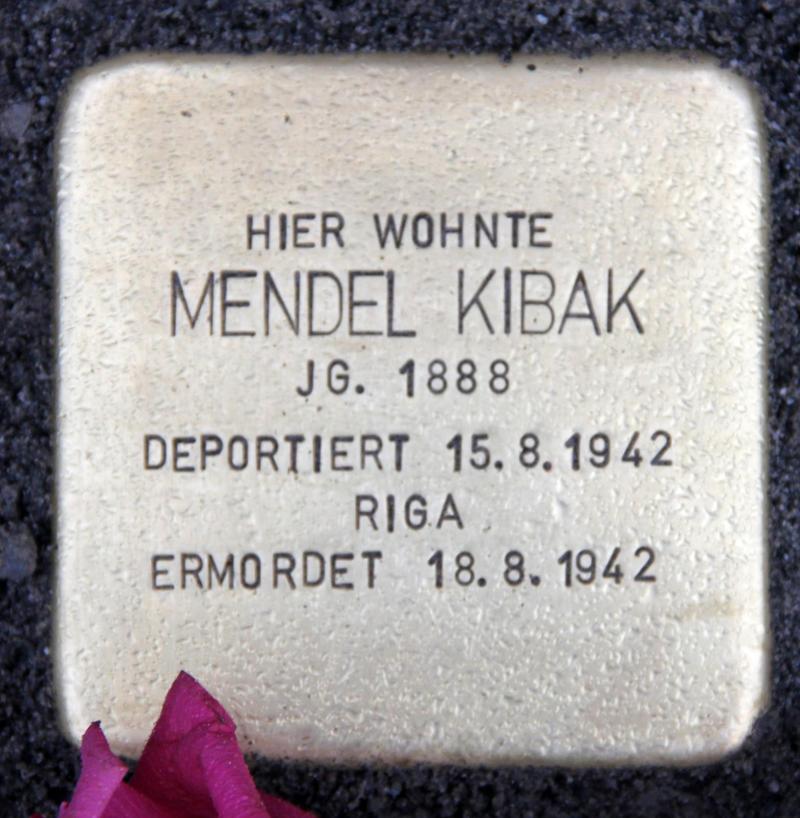 HIER WOHNTE
MENDEL KIBAK
JG. 1888
DEPORTIERT 15.8.1942
RIGA
ERMORDET 18.8.1942